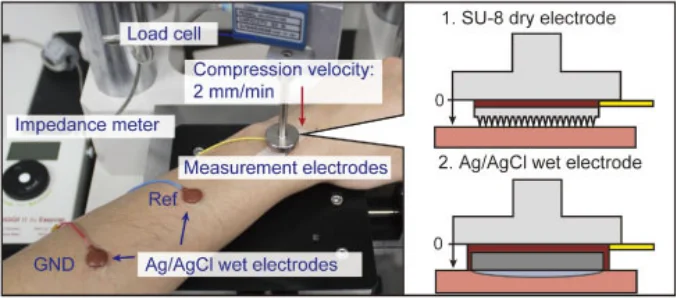 Load cell
Compression velocity:
2 mm/min
Impedance meter
Measurement electrodes
Ref
GND
Ag/AgCl wet electrodes
1. SU-8 dry electrode
0
2. Ag/AgCl wet electrode
0